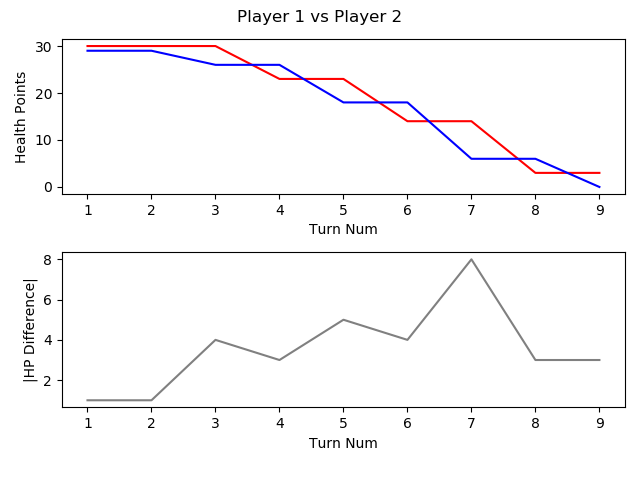 Player 1 vs Player 2
Health Points
30
20
10
0
1 2 3 4 5 6 7 8 9
Turn Num
|HP Difference|
8
6
4
2
1 2 3 4 5 6 7 8 9
Turn Num